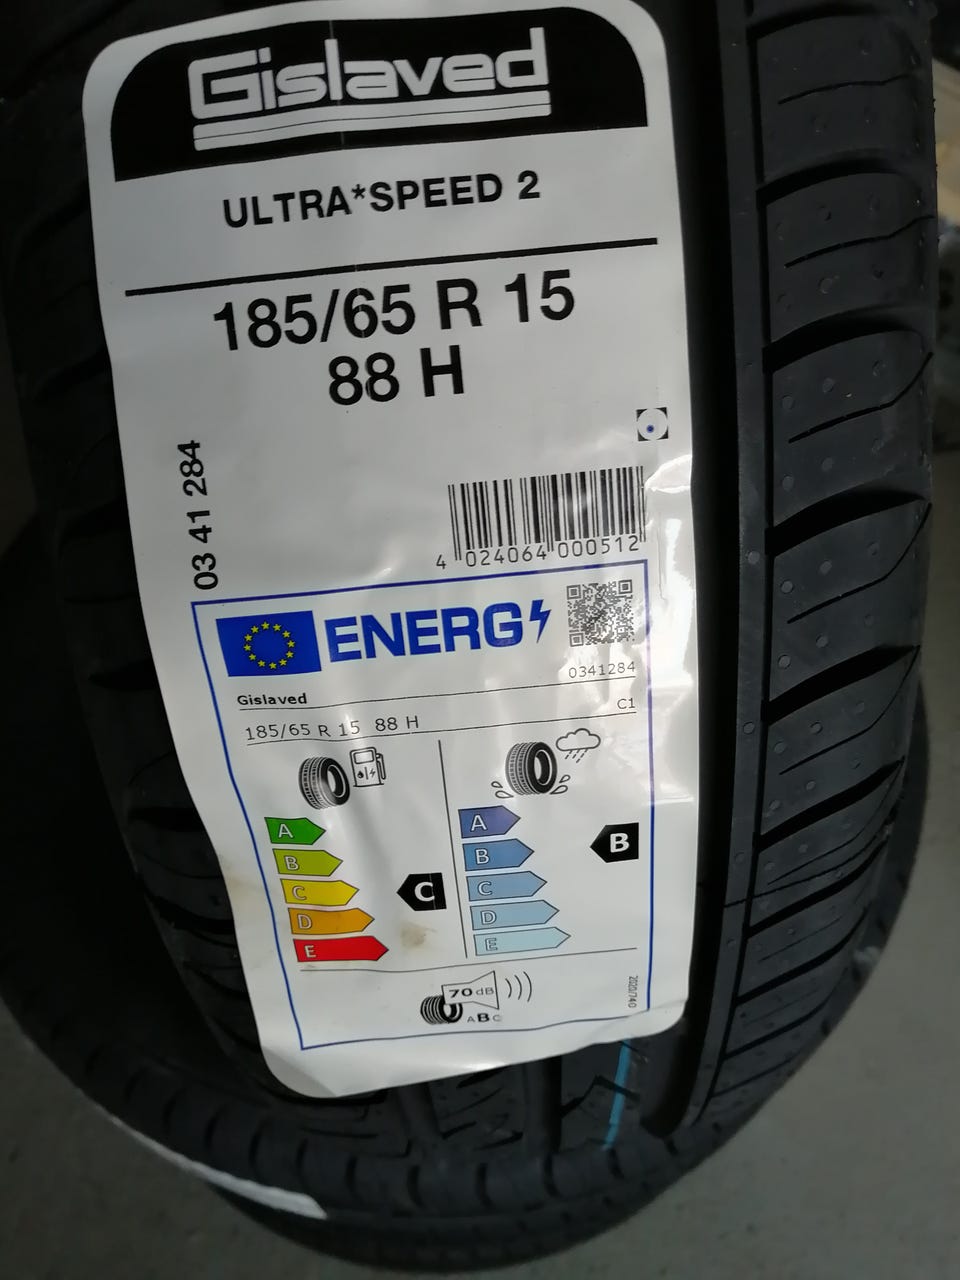 Gislaved
ULTRA*SPEED 2
185/65 R 15
88 H
03 41 284
4 024064 000512
ENERG
0341284
Gislaved
C1
185/65 R 15 88 H
A
B
C
D
E
C
A
B
C
D
E
B
70 dB
ABC
2020/740